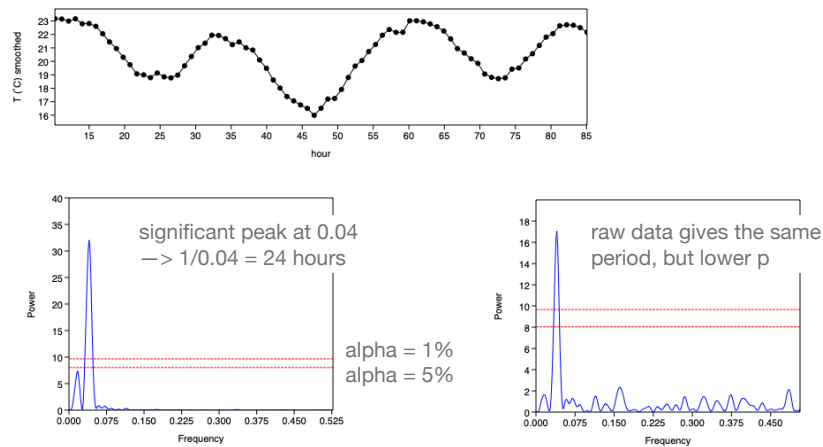 T (°C) smoothed
23
22
21
20
19
18
17
16
15 20 25 30 35 40 45 50 55 60 65 70 75 80 85
hour
significant peak at 0.04
—> 1/0.04 = 24 hours
40
35
30
25
20
15
10
5
0
Power
0.000 0.075 0.150 0.225 0.300 0.375 0.450 0.525
Frequency
alpha = 1%
alpha = 5%
raw data gives the same
period, but lower p
18
16
14
12
10
8
6
4
2
0
Power
0.000 0.075 0.150 0.225 0.300 0.375 0.450
Frequency